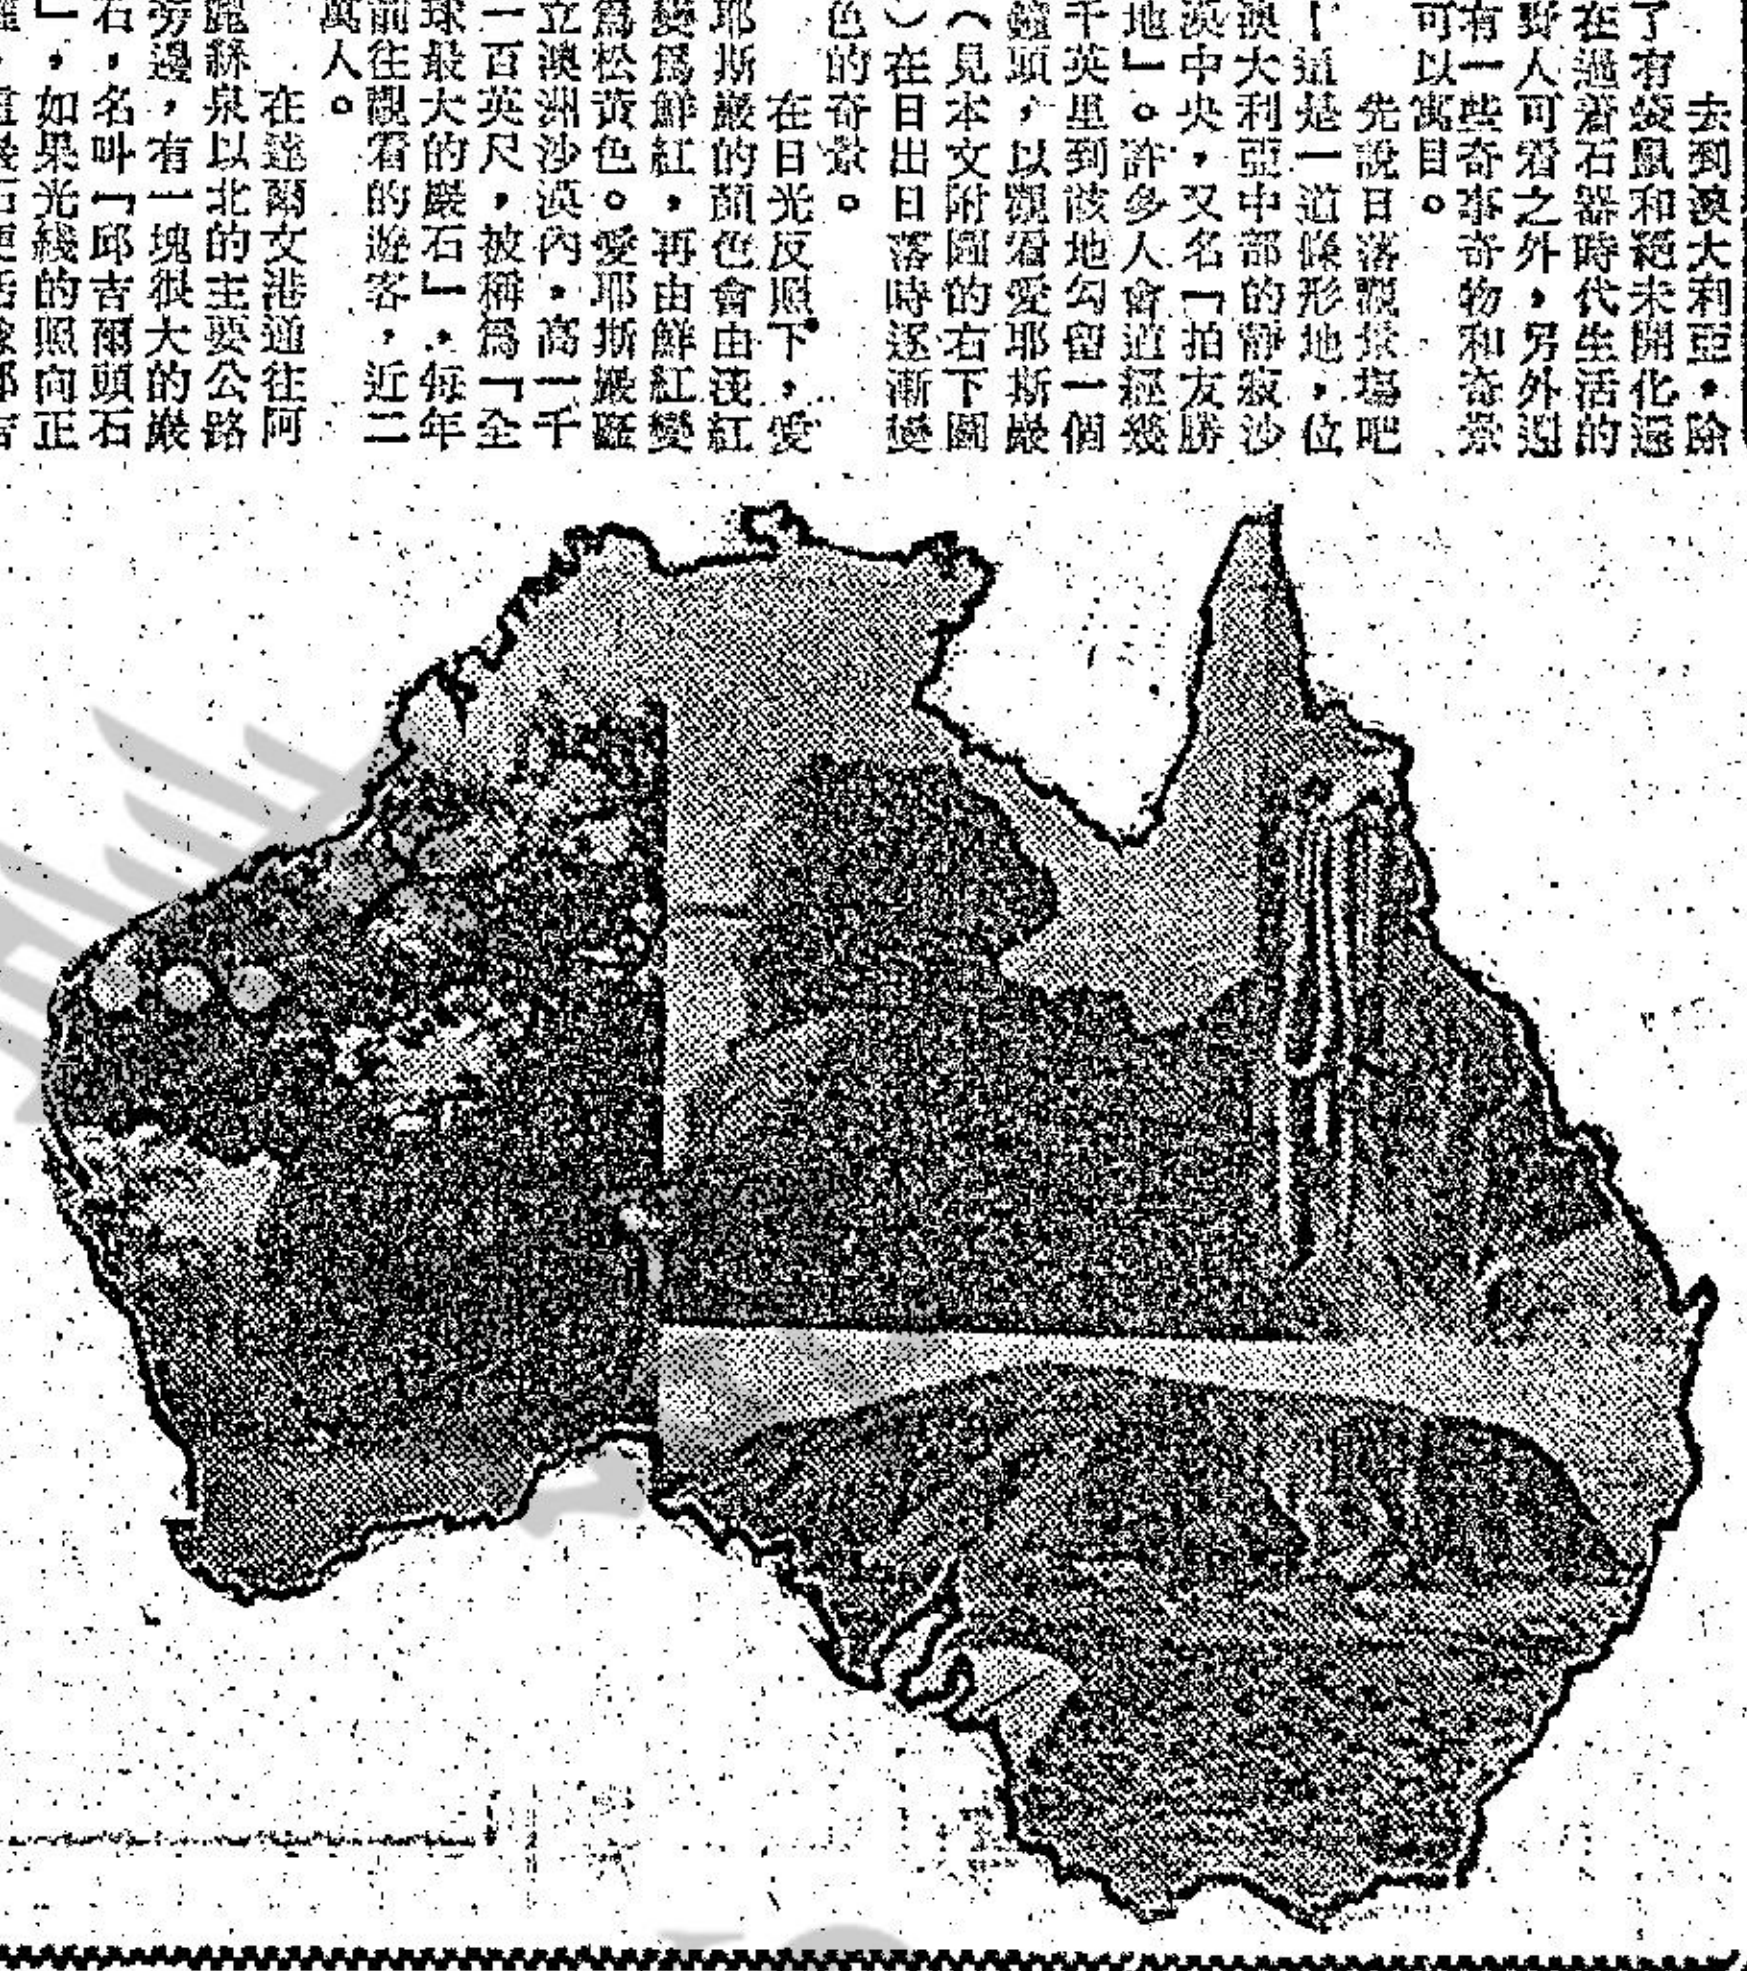 去到澳大利亞，除
了有袋鼠和絕未開化還
在過着石器時代生活的
野人可看之外，另外還
有一些奇事奇物和奇景
可以寓目。
先說日落觀景塲吧
！這是一道條形地，位
澳大利亞中部的靜寂沙
漠中央，又名「拍友勝
地」。許多人會道經幾
千英里到該地勾留一個
鐘頭，以觀看愛耶斯巖
（見本文附圖的右下圖
）在日出日落時逐漸變
色的奇景。
在日光反照下，愛
耶斯巖的顏色會由淺紅
變爲鮮紅，再由鮮紅變
爲松黃色。愛耶斯巖矗
立澳洲沙漠內，高一千
一百英尺，被稱爲「全
球最大的巖石」，每年
前往觀看的遊客，近二
萬人。
在達爾文港通往阿
麗絲泉以北的主要公路
旁邊，有一塊很大的巖
石，名叫「邱吉爾頭石
」，如果光綫的照向正